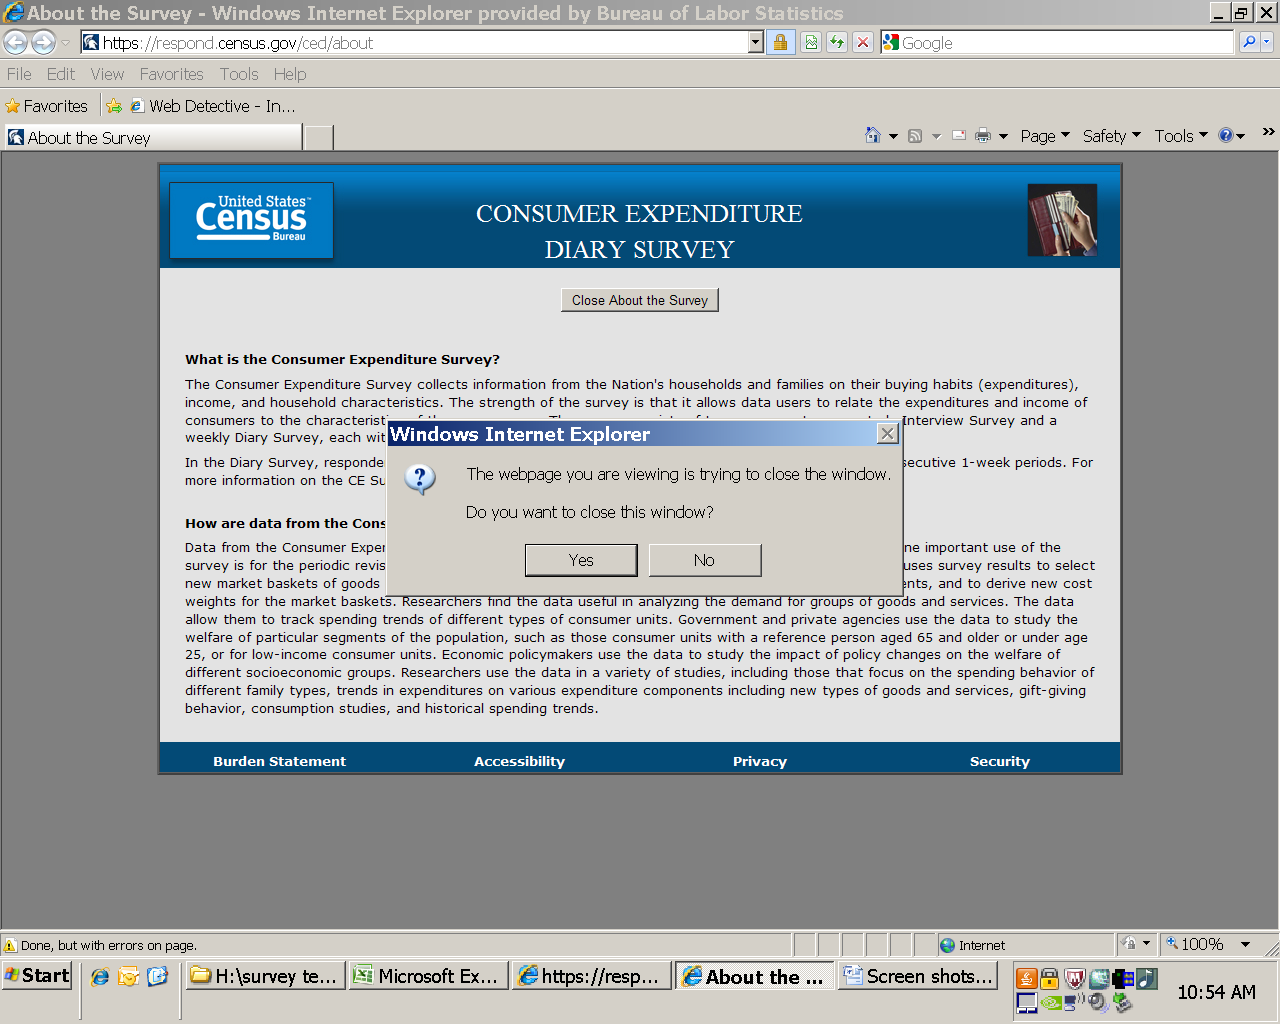 About the Survey - Windows Internet Explorer provided by Bureau of Labor Statistics
https://respond.census.gov/ced/about
Google
File Edit View Favorites Tools Help
Favorites Web Detective - In...
About the Survey
Page Safety Tools
United States™
Census
Bureau
CONSUMER EXPENDITURE
DIARY SURVEY
Close About the Survey
What is the Consumer Expenditure Survey?
The Consumer Expenditure Survey collects information from the Nation's households and families on their buying habits (expenditures),
income, and household characteristics. The strength of the survey is that it allows data users to relate the expenditures and income of
consumers to the Interview Survey and a
weekly Diary Survey, each
In the Diary Survey, 1-week periods. For
more information on the CE
How are data from the
Data from the Consumer important use of the
survey is for the periodic uses survey results to select
new market baskets of goods and to derive new cost
weights for the market baskets. Researchers find the data useful in analyzing the demand for groups of goods and services. The data
allow them to track spending trends of different types of consumer units. Government and private agencies use the data to study the
welfare of particular segments of the population, such as those consumer units with a reference person aged 65 and older or under age
25, or for low-income consumer units. Economic policymakers use the data to study the impact of policy changes on the welfare of
different socioeconomic groups. Researchers use the data in a variety of studies, including those that focus on the spending behavior of
different family types, trends in expenditures on various expenditure components including new types of goods and services, gift-giving
behavior, consumption studies, and historical spending trends.
Windows Internet Explorer
The webpage you are viewing is trying to close the window.
Do you want to close this window?
Yes No
Burden Statement Accessibility Privacy Security
Done, but with errors on page. Internet 100%
Start H:\survey te... Microsoft Ex... https://resp... About the ... Screen shots...
10:54 AM